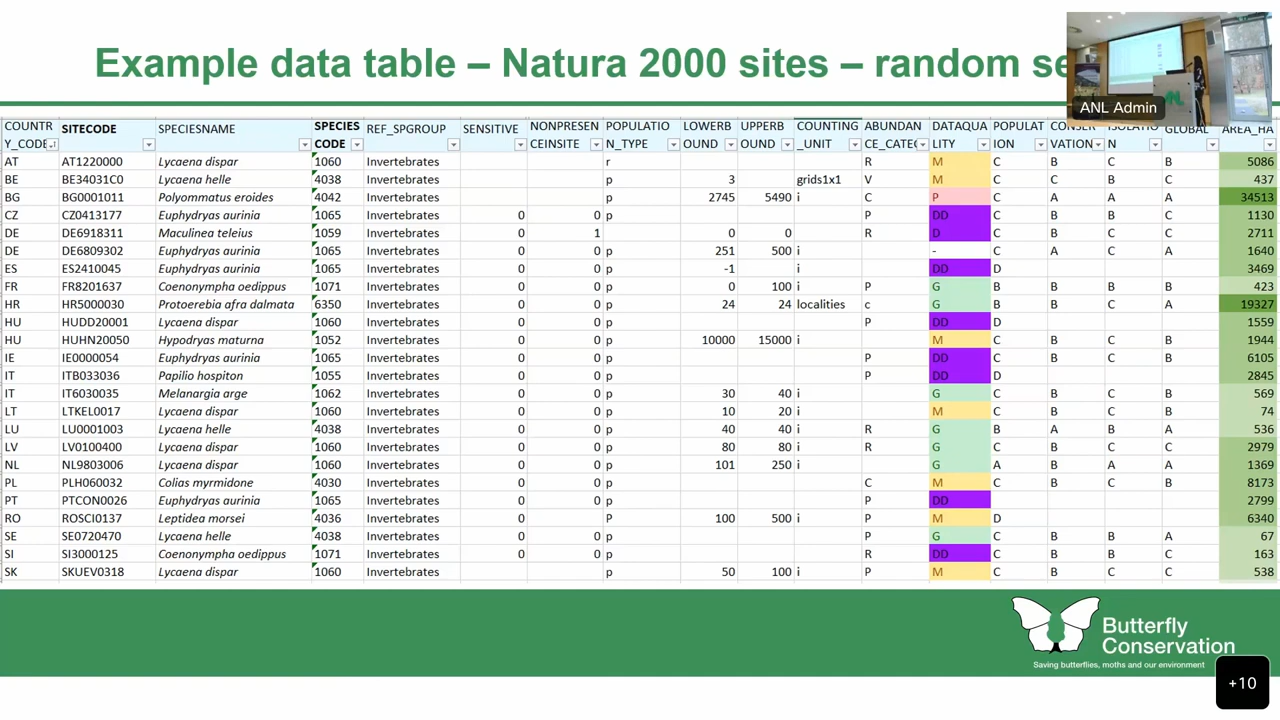 Example data table – Natura 2000 sites – random se
ANL Admin
COUNTR Y_CODE SITECODE SPECIESNAME SPECIES CODE REF_SPGROUP SENSITIVE NONPRESEN CEINSITE POPULATIO N_TYPE LOWERB OUND UPPERB OUND COUNTING _UNIT ABUNDAN CE_CATEC DATAQUA LITY POPULAT ION CONSER VATION ISOLATIO N GLOBAL AREA_HA
AT AT1220000 Lycaena dispar 1060 Invertebrates r R M C B C B 5086
BE BE34031C0 Lycaena helle 4038 Invertebrates p 3 grids1x1 V M C C B C 437
BG BG0001011 Polyommatus eroides 4042 Invertebrates p 2745 5490 i C P C A A A 34513
CZ CZ0413177 Euphydryas aurinia 1065 Invertebrates 0 0 p P DD C B B C 1130
DE DE6918311 Maculinea teleius 1059 Invertebrates 0 1 0 0 R D C B C C 2711
DE DE6809302 Euphydryas aurinia 1065 Invertebrates 0 0 p 251 500 i - C A C A 1640
ES ES2410045 Euphydryas aurinia 1065 Invertebrates 0 0 p -1 i DD D 3469
FR FR8201637 Coenonympha oedippus 1071 Invertebrates 0 0 p 0 100 i P G B B B B 423
HR HR5000030 Protoerebia afra dalmata 6350 Invertebrates 0 0 p 24 24 localities c G B B C A 19327
HU HUDD20001 Lycaena dispar 1060 Invertebrates 0 0 p P DD D 1559
HU HUHN20050 Hypodryas maturna 1052 Invertebrates 0 0 p 10000 15000 i M C B C B 1944
IE IE0000054 Euphydryas aurinia 1065 Invertebrates 0 0 p P DD C B C B 6105
IT ITB033036 Papilio hospiton 1055 Invertebrates 0 0 p P DD D 2845
IT IT6030035 Melanargia arge 1062 Invertebrates 0 0 p 30 40 i G C B C B 569
LT LTKEL0017 Lycaena dispar 1060 Invertebrates 0 0 p 10 20 i M C B C B 74
LU LU0001003 Lycaena helle 4038 Invertebrates 0 0 p 40 40 i R G B A B A 536
LV LV0100400 Lycaena dispar 1060 Invertebrates 0 0 p 80 80 i R G C B C C 2979
NL NL9803006 Lycaena dispar 1060 Invertebrates 0 0 p 101 250 i G A B A A 1369
PL PLH060032 Colias myrmidone 4030 Invertebrates 0 0 p C M C B C B 8173
PT PTCON0026 Euphydryas aurinia 1065 Invertebrates 0 0 p P DD 2799
RO ROSCI0137 Leptidea morsei 4036 Invertebrates 0 P 100 500 i P M D 6340
SE SE0720470 Lycaena helle 4038 Invertebrates 0 0 p P G C B B A 67
SI SI3000125 Coenonympha oedippus 1071 Invertebrates 0 0 p R DD C B B C 163
SK SKUEV0318 Lycaena dispar 1060 Invertebrates p 50 100 i P M C B C C 538
Butterfly
Conservation
Saving butterflies, moths and our environment
+10